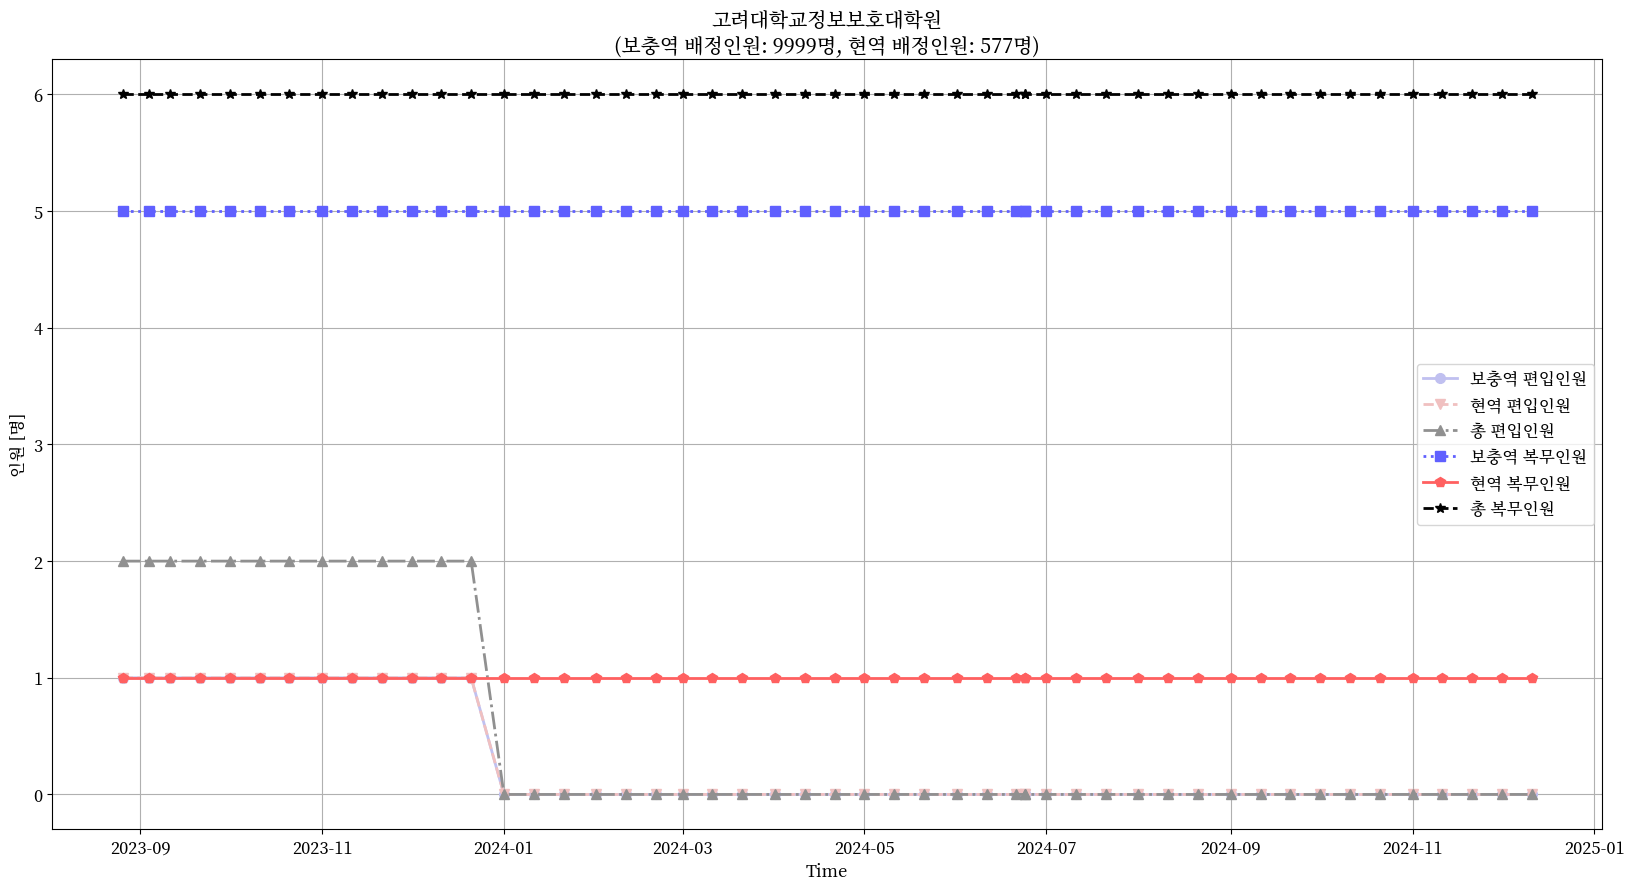 고려대학교정보보호대학원
(보충역 배정인원: 9999명, 현역 배정인원: 577명)
6
5
4
3
2
1
0
인원 [명]
보충역 편입인원
현역 편입인원
총 편입인원
보충역 복무인원
현역 복무인원
총 복무인원
2023-09 2023-11 2024-01 2024-03 2024-05 2024-07 2024-09 2024-11 2025-01
Time